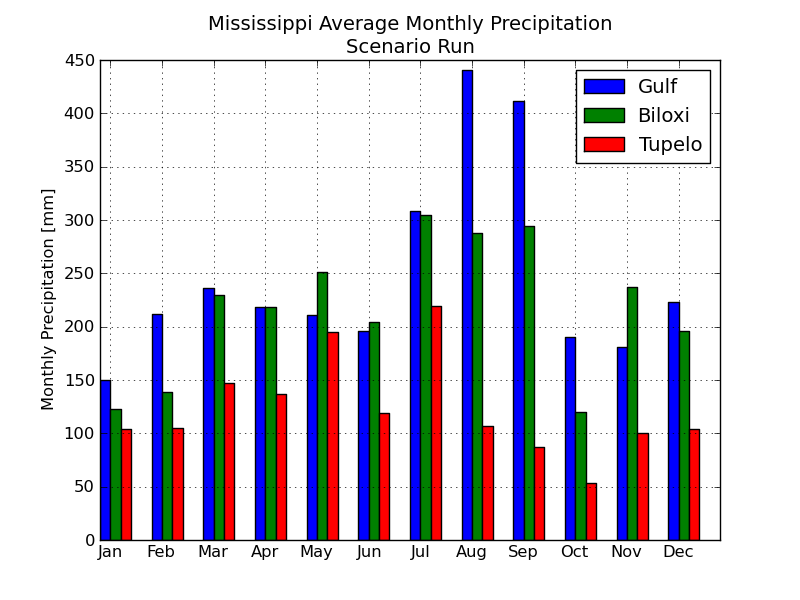 Mississippi Average Monthly Precipitation
Scenario Run
Monthly Precipitation [mm]
450
400
350
300
250
200
150
100
50
0
Gulf
Biloxi
Tupelo
Jan Feb Mar Apr May Jun Jul Aug Sep Oct Nov Dec